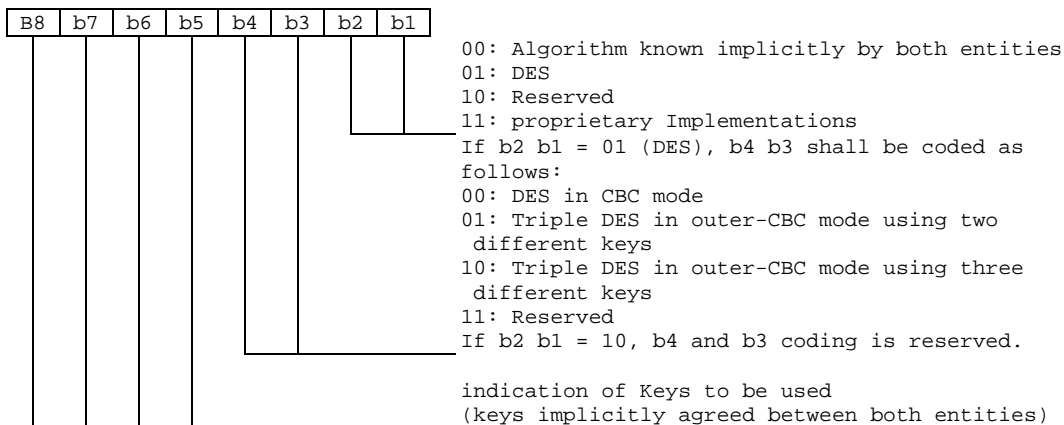 B8 b7 b6 b5 b4 b3 b2 b1
00: Algorithm known implicitly by both entities
01: DES
10: Reserved
11: proprietary Implementations
If b2 b1 = 01 (DES), b4 b3 shall be coded as
follows:
00: DES in CBC mode
01: Triple DES in outer-CBC mode using two
different keys
10: Triple DES in outer-CBC mode using three
different keys
11: Reserved
If b2 b1 = 10, b4 and b3 coding is reserved.
indication of Keys to be used
(keys implicitly agreed between both entities)